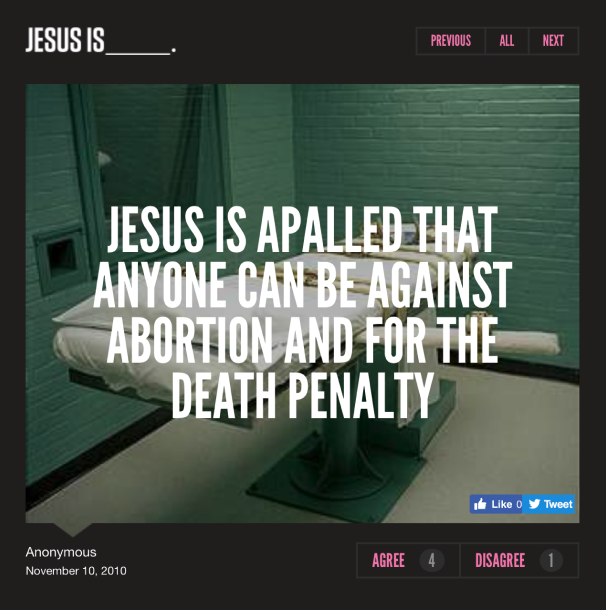 JESUS IS_____.
PREVIOUS
ALL
NEXT
JESUS IS APALLED THAT
ANYONE CAN BE AGAINST
ABORTION AND FOR THE
DEATH PENALTY
Like 0
Tweet
Anonymous
November 10, 2010
AGREE 4
DISAGREE 1